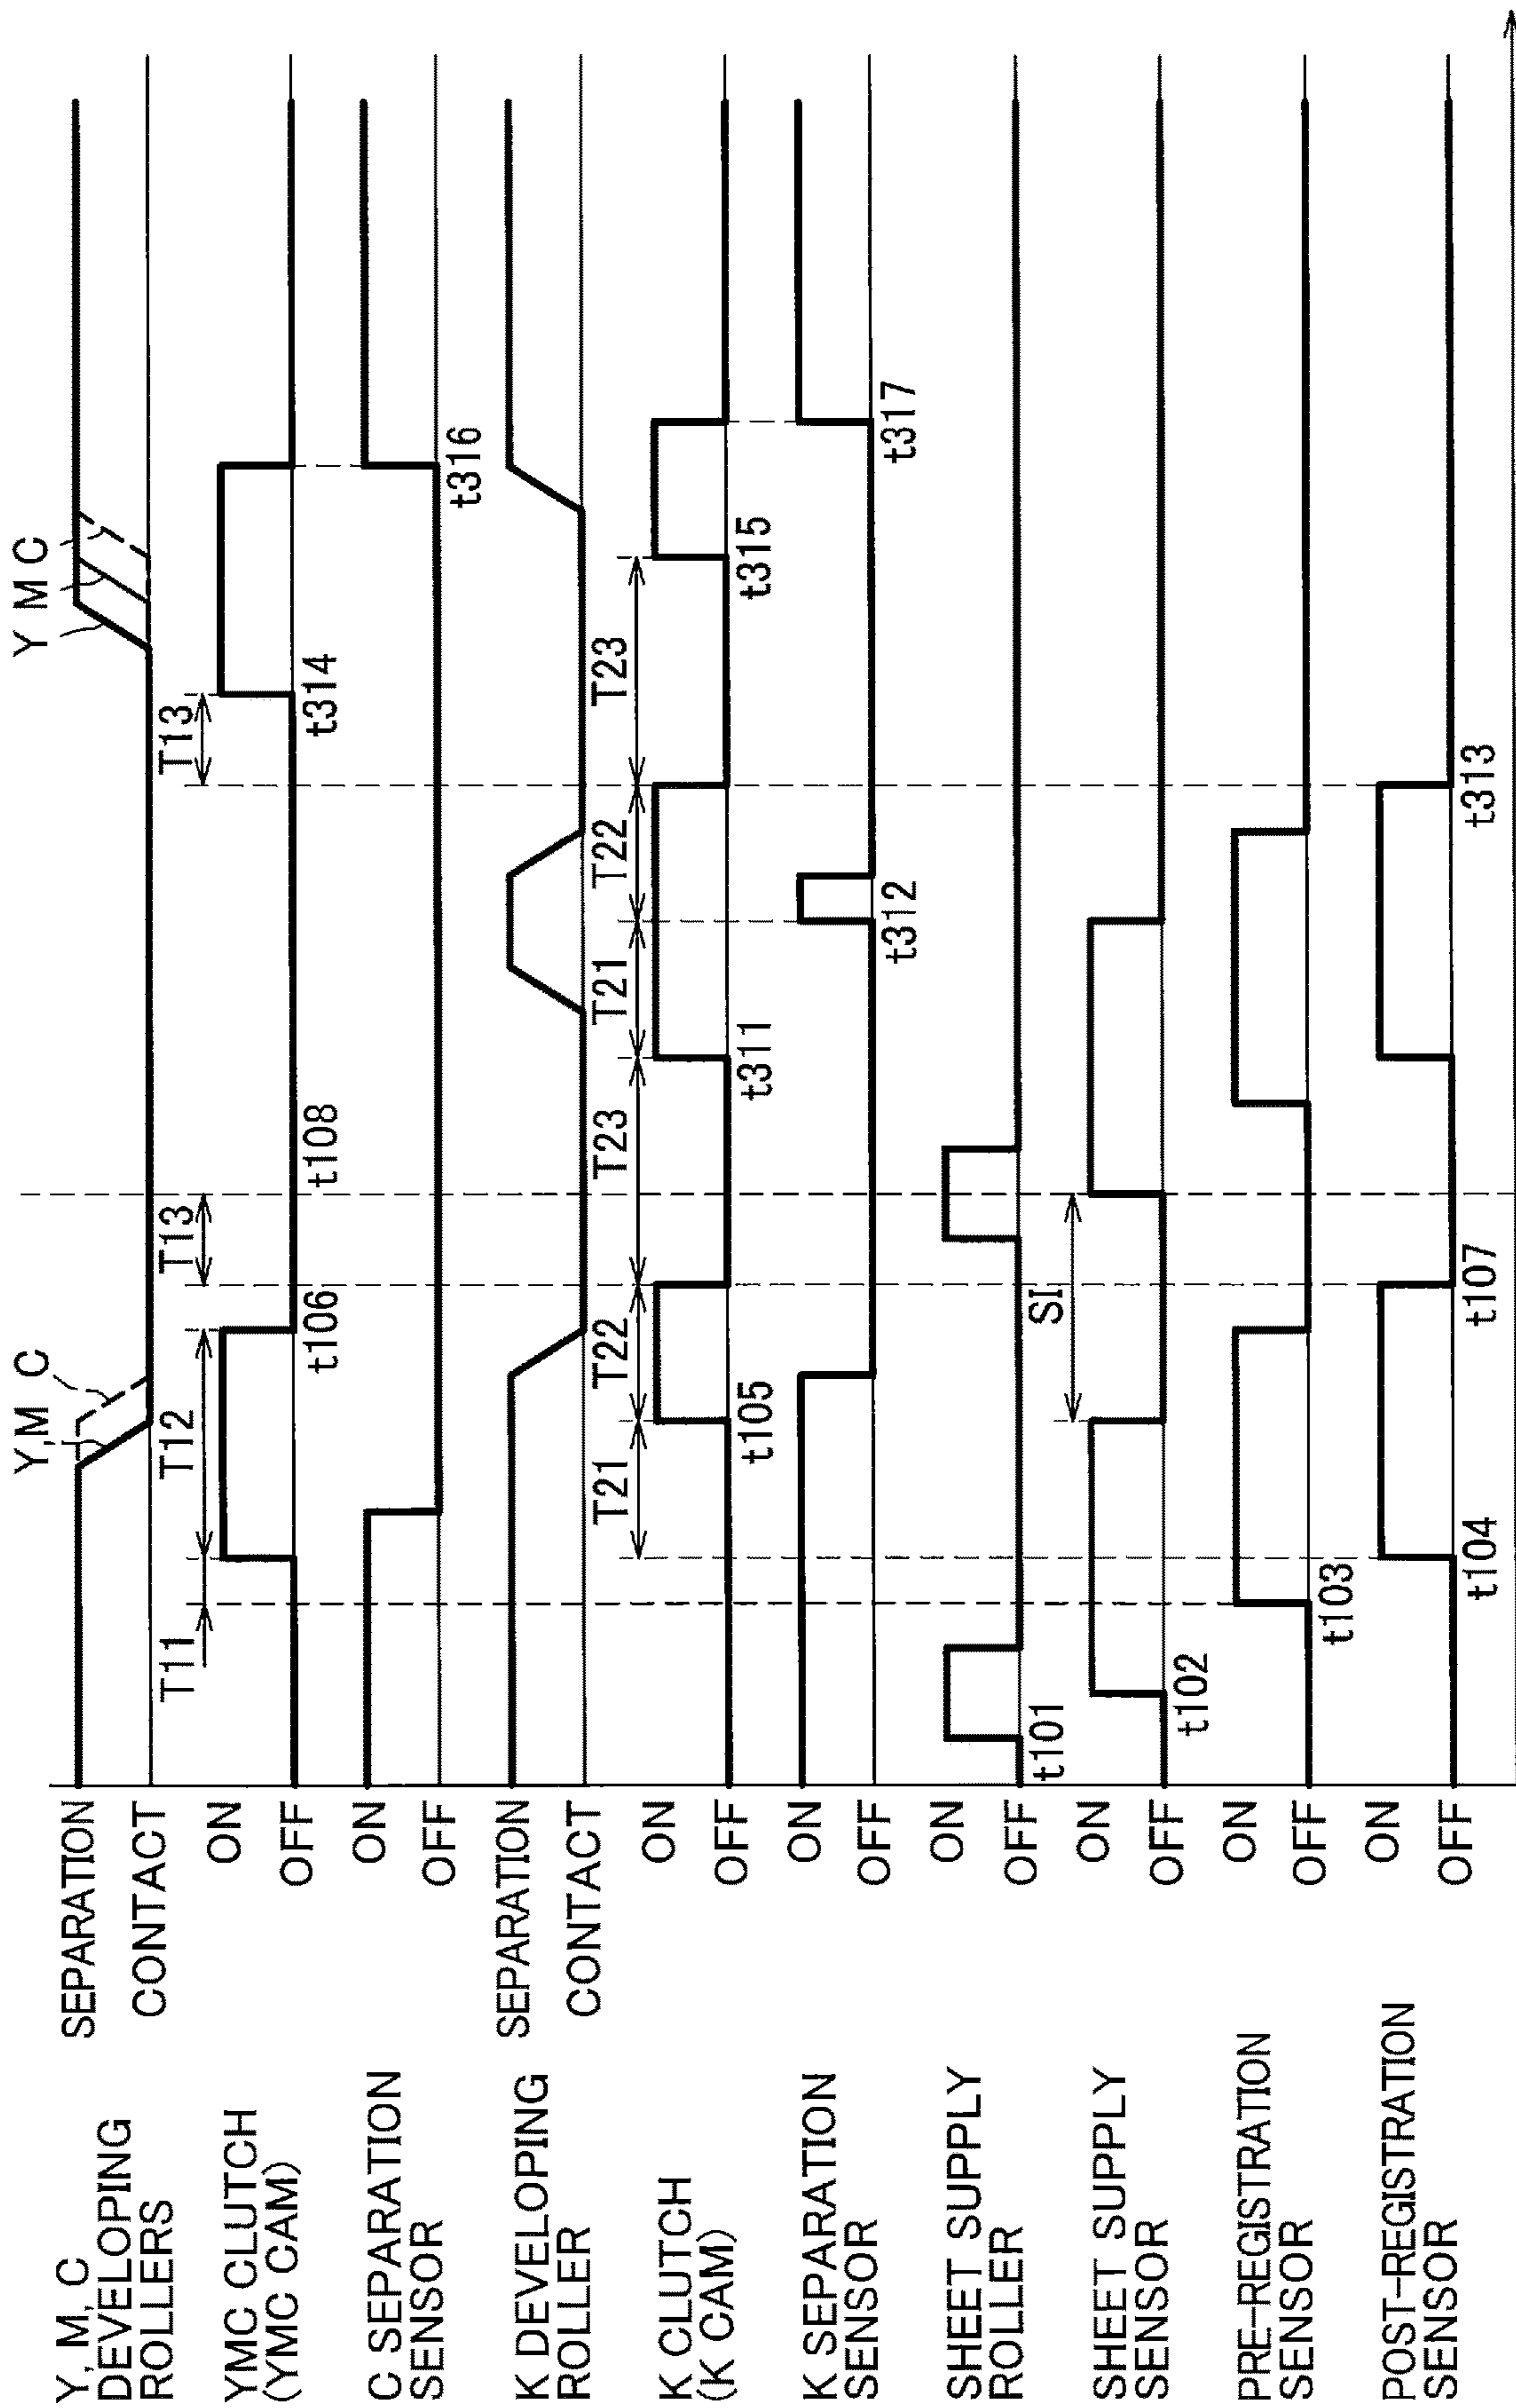 Y, M, C
DEVELOPING
ROLLERS
SEPARATION
CONTACT
Y,M C
Y M C
YMC CLUTCH
(YMC CAM)
ON
OFF
T11
T12
T13
T13
t106
t108
t314
C SEPARATION
SENSOR
ON
OFF
t316
K DEVELOPING
ROLLER
SEPARATION
CONTACT
K CLUTCH
(K CAM)
ON
OFF
T21
T22
T23
T21
T22
T23
t105
t311
t315
K SEPARATION
SENSOR
ON
OFF
t312
t317
SHEET SUPPLY
ROLLER
ON
OFF
t101
SHEET SUPPLY
SENSOR
ON
OFF
SI
t102
PRE-REGISTRATION
SENSOR
ON
OFF
t103
POST-REGISTRATION
SENSOR
ON
OFF
t104
t107
t313